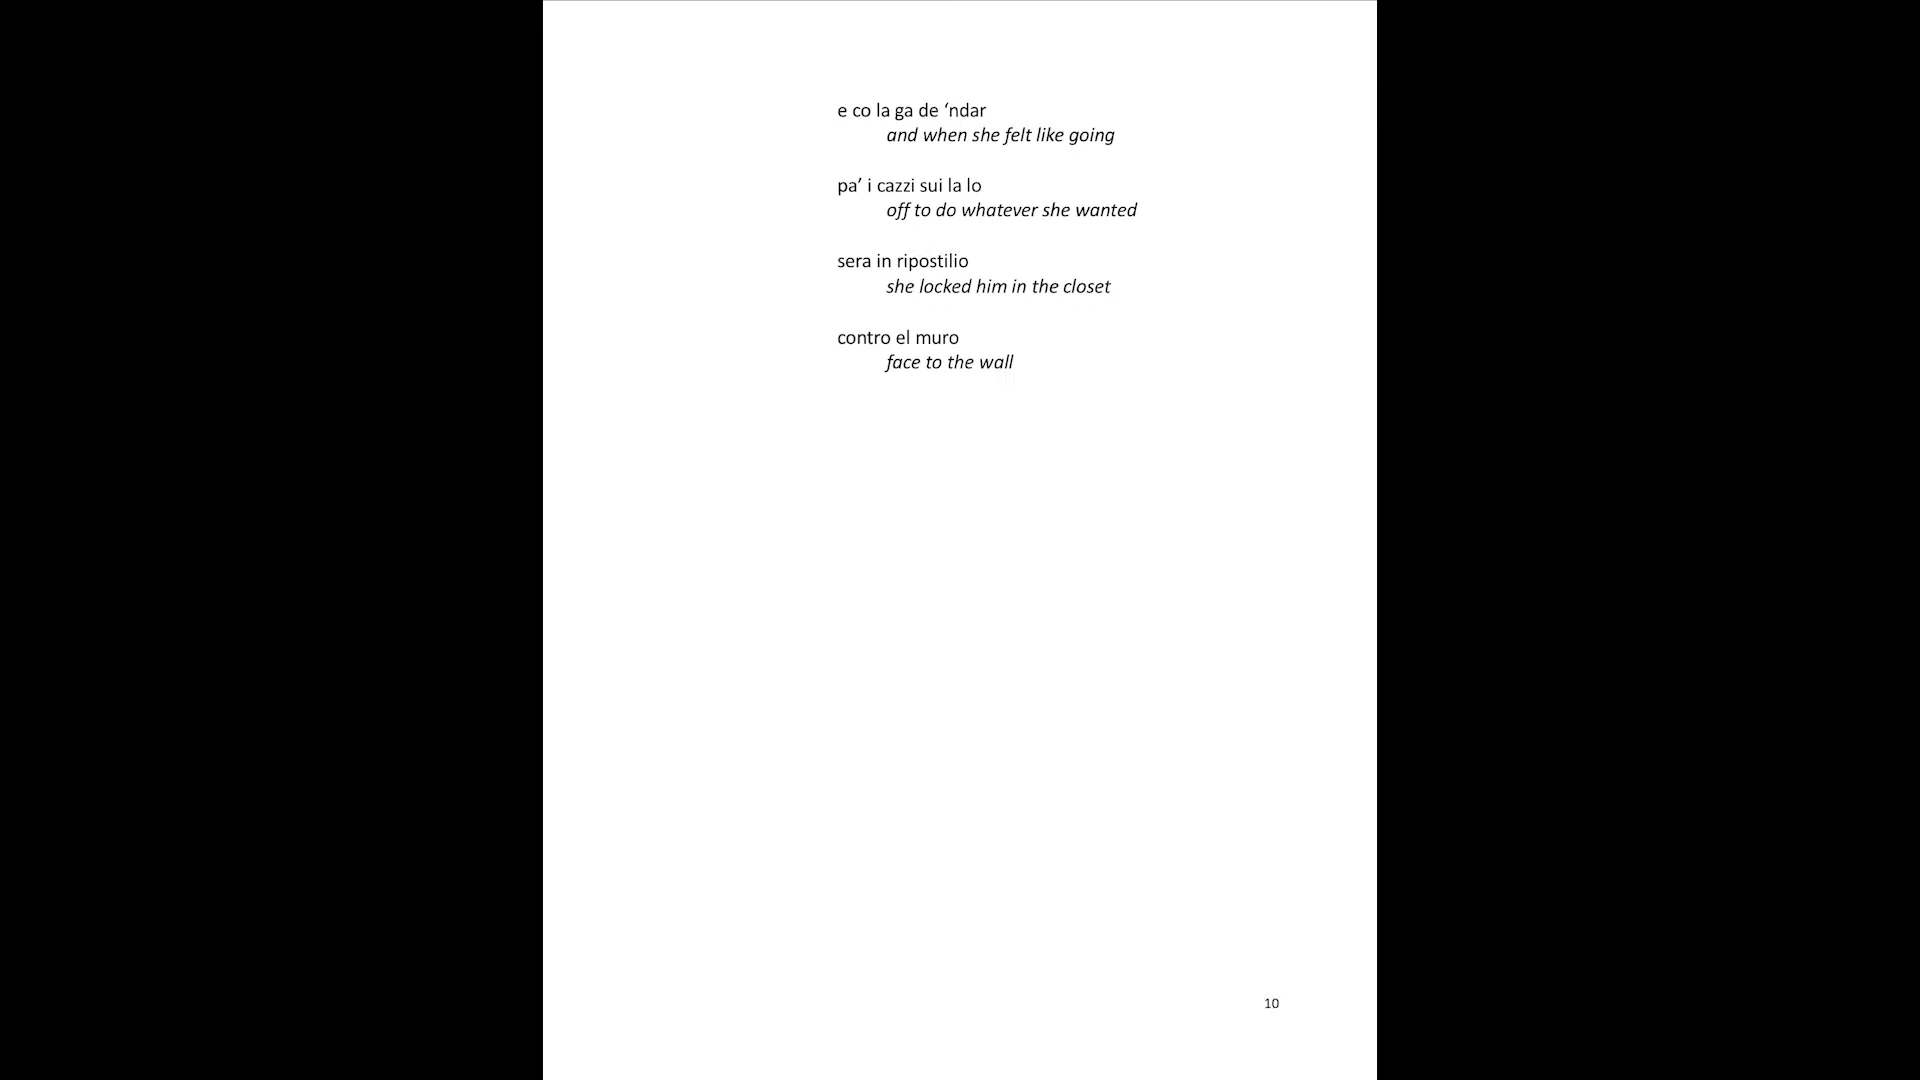 e co la ga de ‘ndar
and when she felt like going
pa’ i cazzi sui la lo
off to do whatever she wanted
sera in ripostilio
she locked him in the closet
contro el muro
face to the wall
10